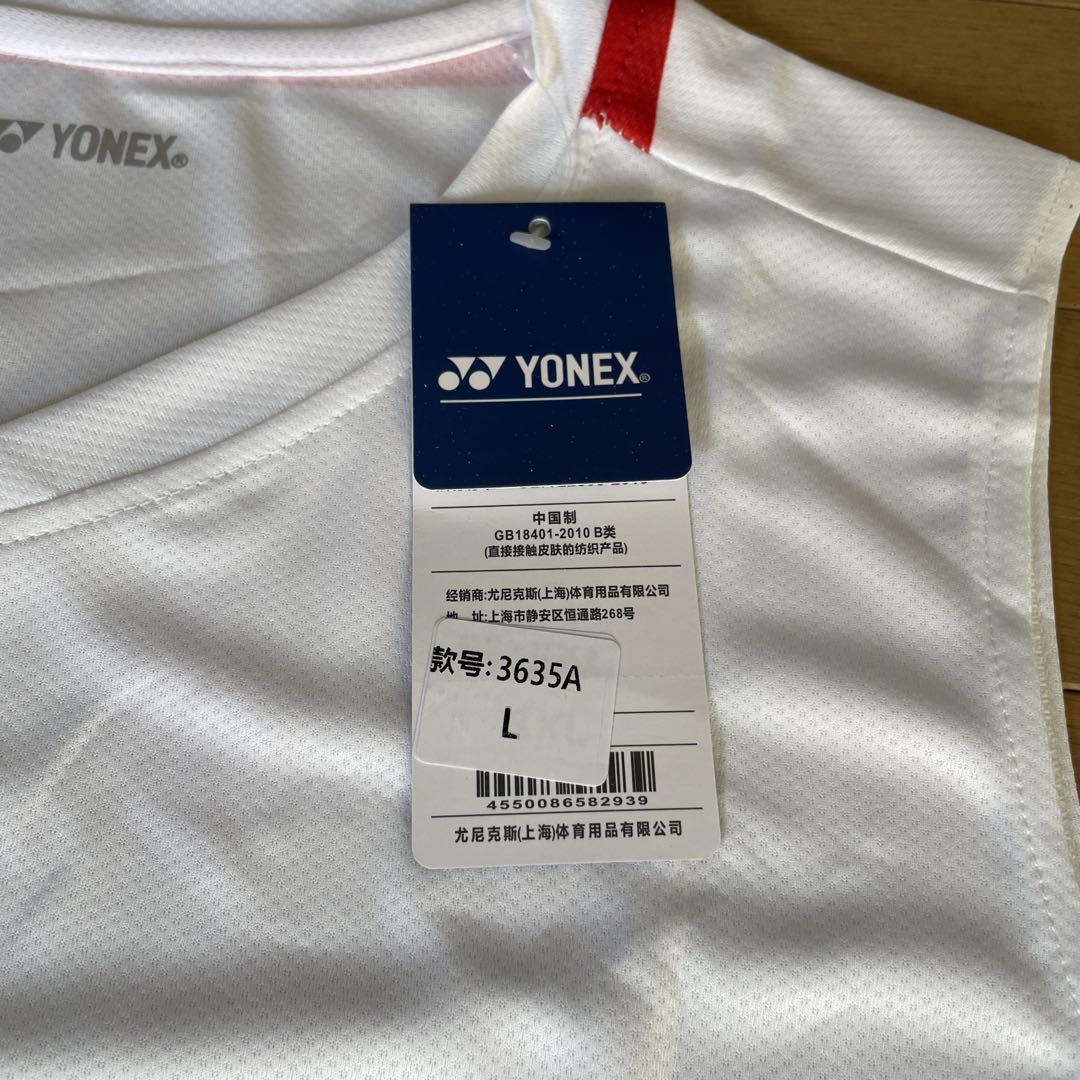 YONEX®
YONEX®
中国制
GB18401-2010 B类
(直接接触皮肤的纺织产品)
经销商:尤尼克斯(上海)体育用品有限公司
地 址:上海市静安区恒通路268号
款号:3635A
L
4550086582939
尤尼克斯(上海)体育用品有限公司